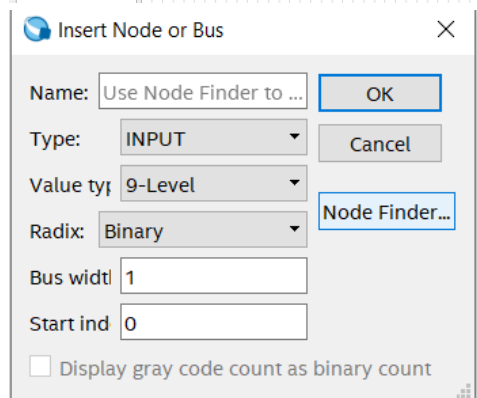 Insert Node or Bus
Name: Use Node Finder to ... OK
Type: INPUT Cancel
Value typ 9-Level
Node Finder...
Radix: Binary
Bus widt 1
Start ind 0
Display gray code count as binary count